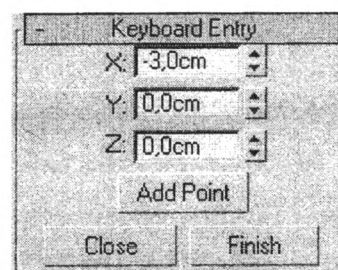 - Keyboard Entry
X: -3,0cm
Y: 0,0cm
Z: 0,0cm
Add Point
Close Finish